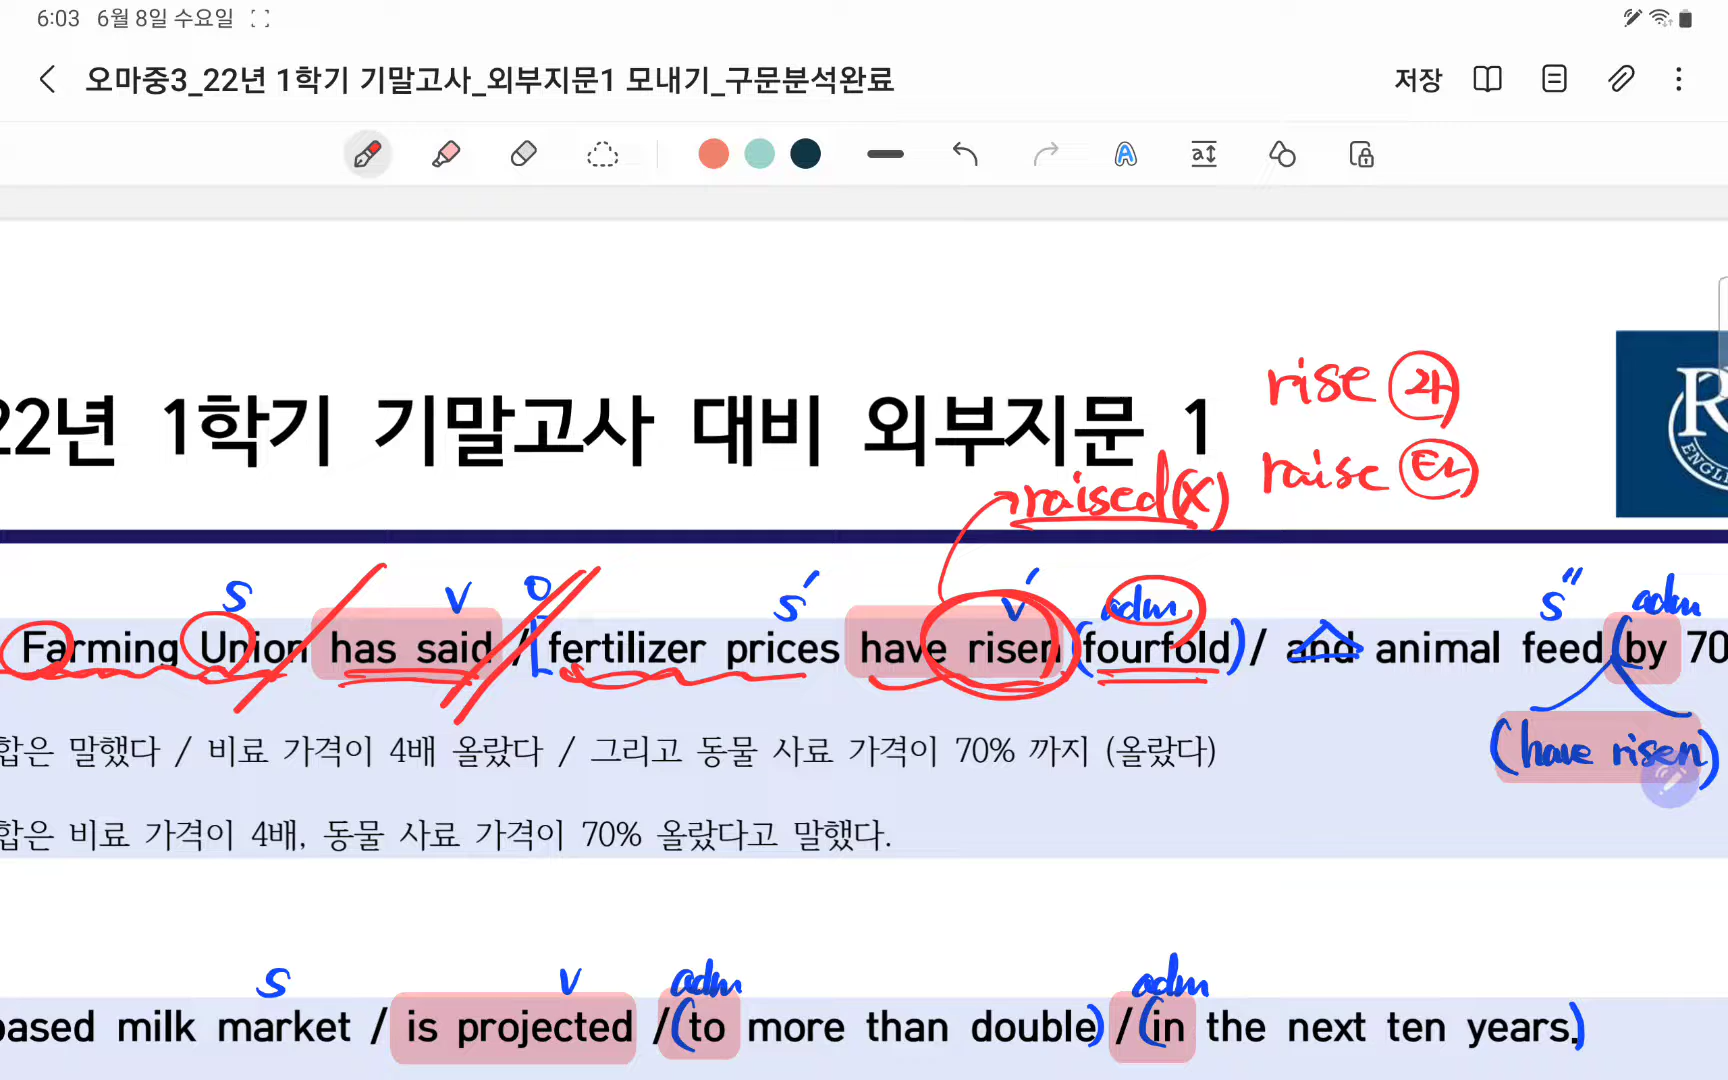 6:03 6월 8일 수요일
오마중3_22년 1학기 기말고사_외부지문1 모내기_구문분석완료 저장
22년 1학기 기말고사 대비 외부지문 1
rise 자
raise 타
raised(X)
S V O S' V' adm S" adm
Farming Union has said / [fertilizer prices have risen (fourfold) / and animal feed (by 70
합은 말했다 / 비료 가격이 4배 올랐다 / 그리고 동물 사료 가격이 70% 까지 (올랐다)
(have risen)
합은 비료 가격이 4배, 동물 사료 가격이 70% 올랐다고 말했다.
S V adm adm
based milk market / is projected /(to more than double) /(in the next ten years.)